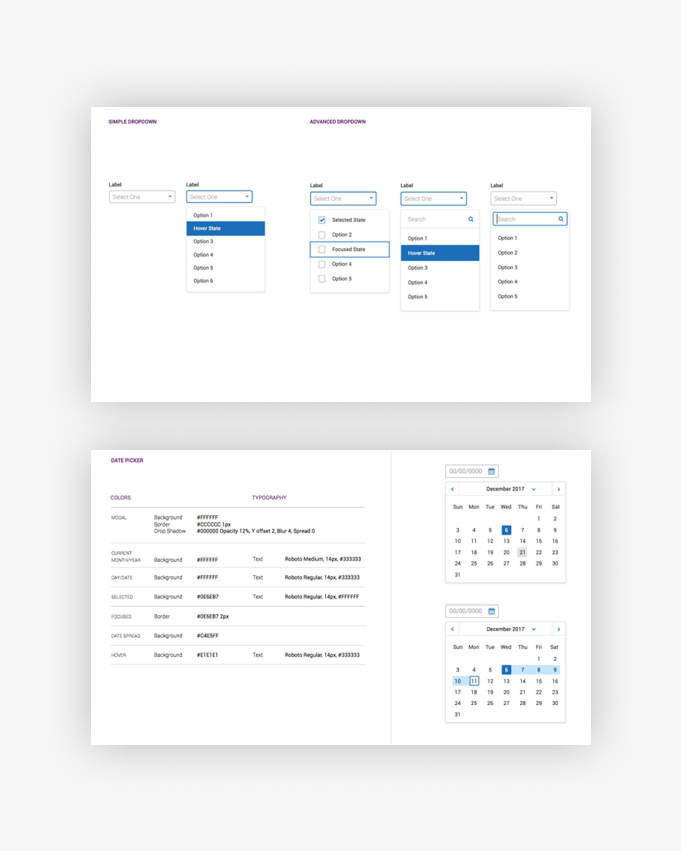 SIMPLE DROPDOWN
ADVANCED DROPDOWN
Label
Select One
Label
Select One
Option 1
Hover State
Option 3
Option 4
Option 5
Option 6
Label
Select One
Selected State
Option 2
Focused State
Option 4
Option 5
Label
Select One
Search
Option 1
Hover State
Option 3
Option 4
Option 5
Label
Select One
Search
Option 1
Option 2
Option 3
Option 4
Option 5
DATE PICKER
COLORS
TYPOGRAPHY
MODAL
Background #FFFFFF
Border #CCCCCC 1px
Drop Shadow #000000 Opacity 12%, Y offset 2, Blur 4, Spread 0
CURRENT
MONTH/YEAR Background #FFFFFF Text Roboto Medium, 14px, #333333
DAY/DATE Background #FFFFFF Text Roboto Regular, 14px, #333333
SELECTED Background #0E6EB7 Text Roboto Regular, 14px, #FFFFFF
FOCUSED Border #0E6EB7 2px
DATE SPREAD Background #C4E5FF
HOVER Background #E1E1E1 Text Roboto Regular, 14px, #333333
00/00/0000
December 2017
Sun Mon Tue Wed Thu Fri Sat
1 2
3 4 5 6 7 8 9
10 11 12 13 14 15 16
17 18 19 20 21 22 23
24 25 26 27 28 29 30
31
00/00/0000
December 2017
Sun Mon Tue Wed Thu Fri Sat
1 2
3 4 5 6 7 8 9
10 11 12 13 14 15 16
17 18 19 20 21 22 23
24 25 26 27 28 29 30
31